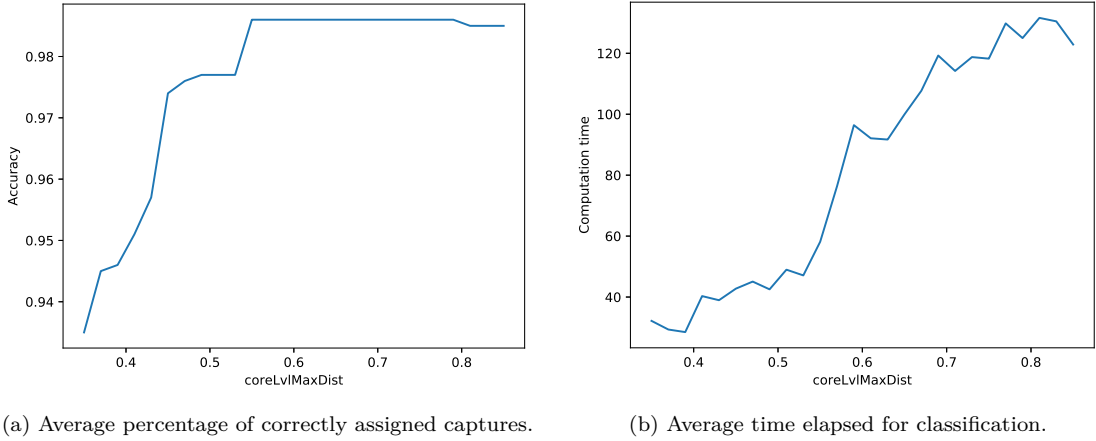 0.98
0.97
0.96
0.95
0.94
Accuracy
0.4 0.5 0.6 0.7 0.8
coreLvlMaxDist
(a) Average percentage of correctly assigned captures.
120
100
80
60
40
Computation time
0.4 0.5 0.6 0.7 0.8
coreLvlMaxDist
(b) Average time elapsed for classification.